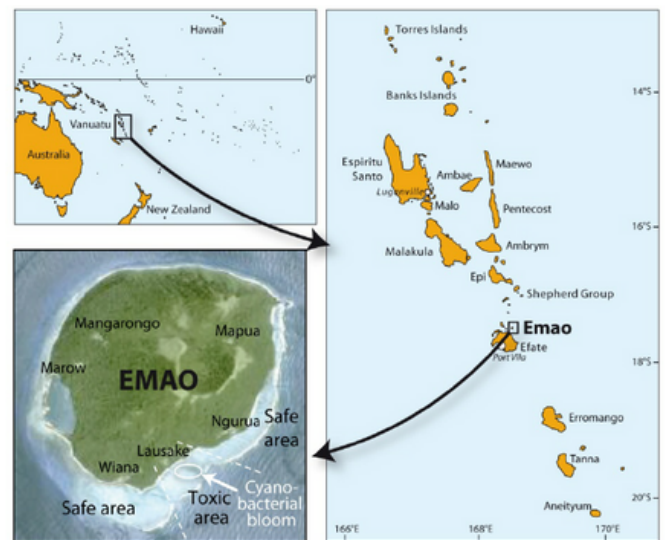 Hawaii
0°
Vanuatu
Australia
New Zealand
Torres Islands
14°S
Banks Islands
Espiritu
Santo
Ambae
Maewo
Luganville
Malo
Pentecost
16°S
Malakula
Ambrym
Epi
Shepherd Group
Emao
Efate
Port Vila
18°S
Erromango
Tanna
Aneityum
20°S
166°E
168°E
170°E
Mangarongo
Mapua
Marow
EMAO
Ngurua
Safe
area
Lausake
Wiana
Safe area
Toxic
area
Cyano-
bacterial
bloom